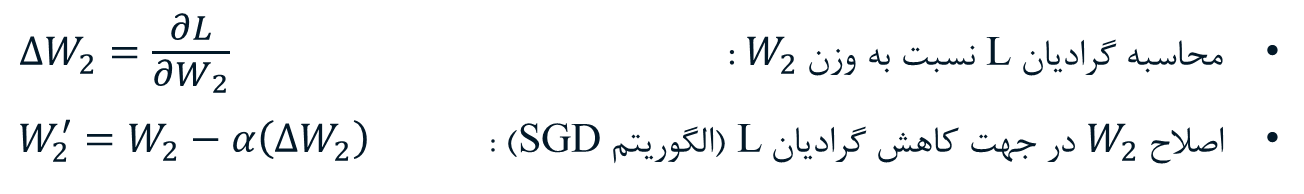 • محاسبه گرادیان L نسبت به وزن W₂ : ΔW₂ = ∂L/∂W₂
• اصلاح W₂ در جهت کاهش گرادیان L (الگوریتم SGD) : W₂′ = W₂ − α(ΔW₂)